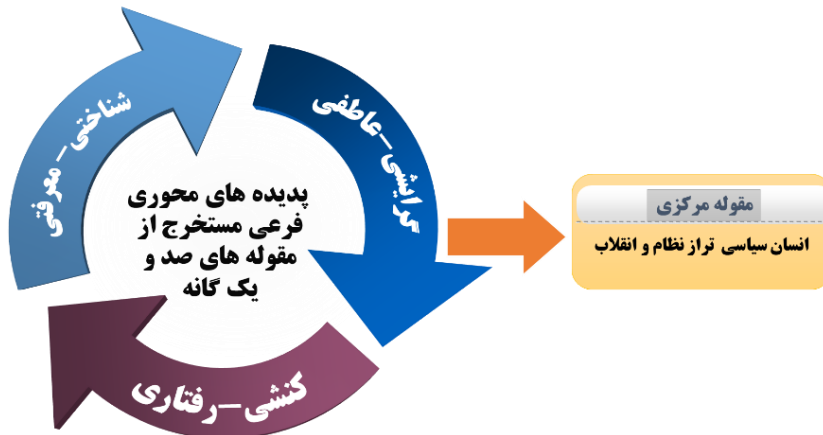 شناختی - معرفتی
گرایشی-عاطفی
کنشی-رفتاری
پدیده های محوری
فرعی مستخرج از
مقوله های صد و
یک گانه
مقوله مرکزی
انسان سیاسی تراز نظام و انقلاب